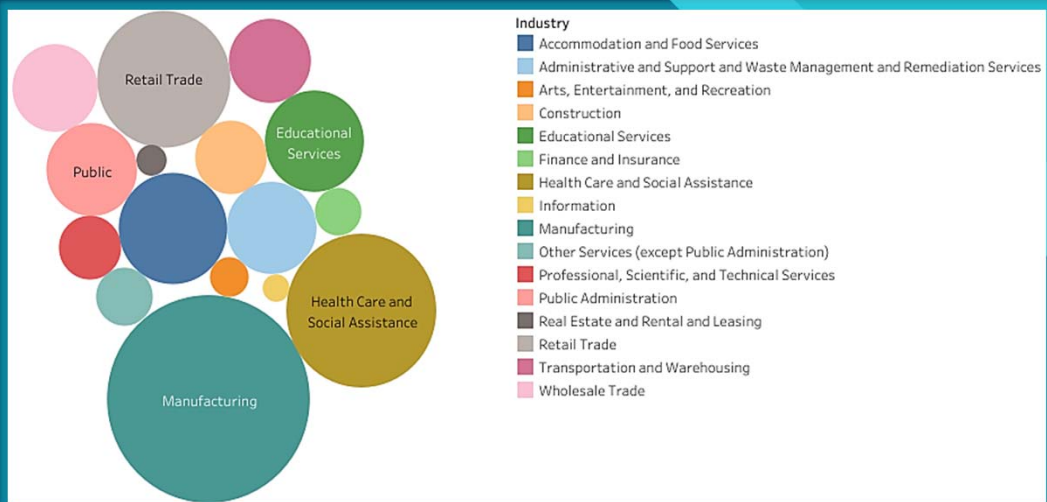 Retail Trade
Educational
Services
Public
Health Care and
Social Assistance
Manufacturing
Industry
Accommodation and Food Services
Administrative and Support and Waste Management and Remediation Services
Arts, Entertainment, and Recreation
Construction
Educational Services
Finance and Insurance
Health Care and Social Assistance
Information
Manufacturing
Other Services (except Public Administration)
Professional, Scientific, and Technical Services
Public Administration
Real Estate and Rental and Leasing
Retail Trade
Transportation and Warehousing
Wholesale Trade